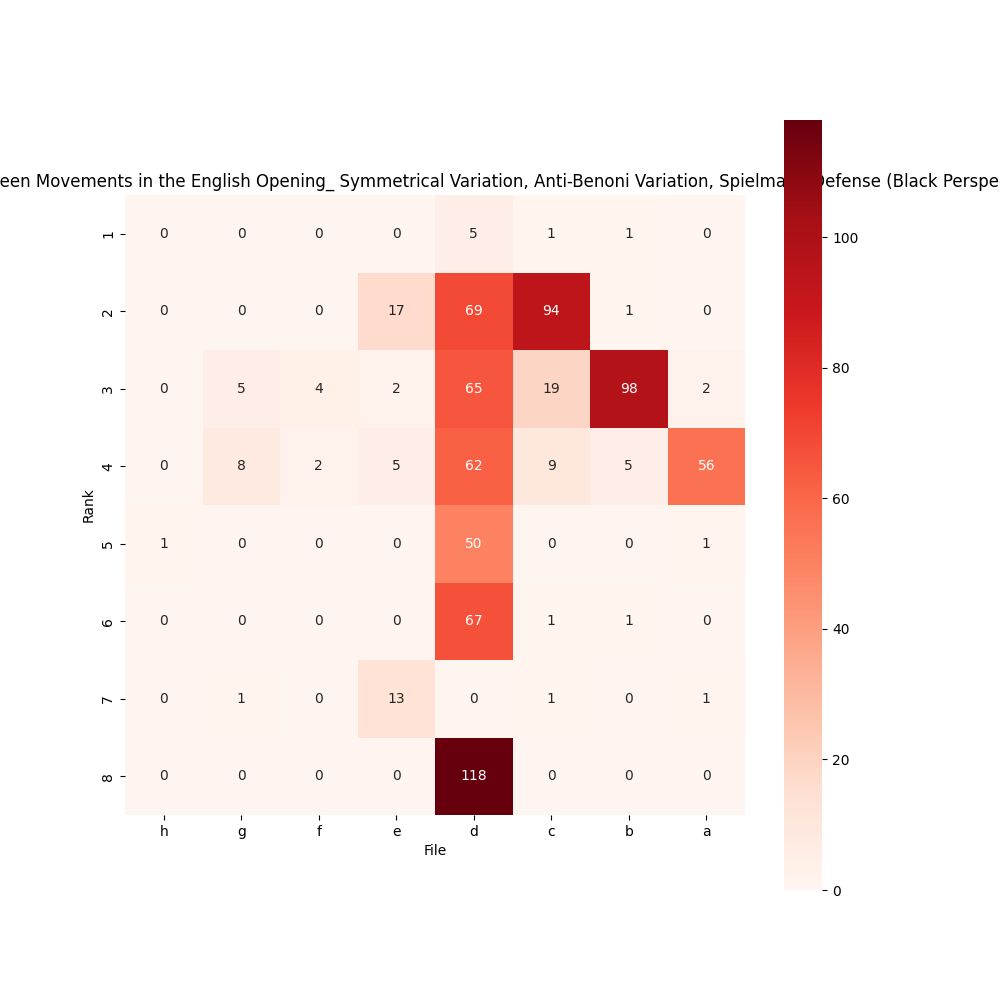 een Movements in the English Opening_ Symmetrical Variation, Anti-Benoni Variation, Spielma Defense (Black Perspe
1 0 0 0 0 5 1 1 0
2 0 0 0 17 69 94 1 0
3 0 5 4 2 65 19 98 2
4 0 8 2 5 62 9 5 56
5 1 0 0 0 50 0 0 1
6 0 0 0 0 67 1 1 0
7 0 1 0 13 0 1 0 1
8 0 0 0 0 118 0 0 0
h g f e d c b a
File
Rank
100
80
60
40
20
0